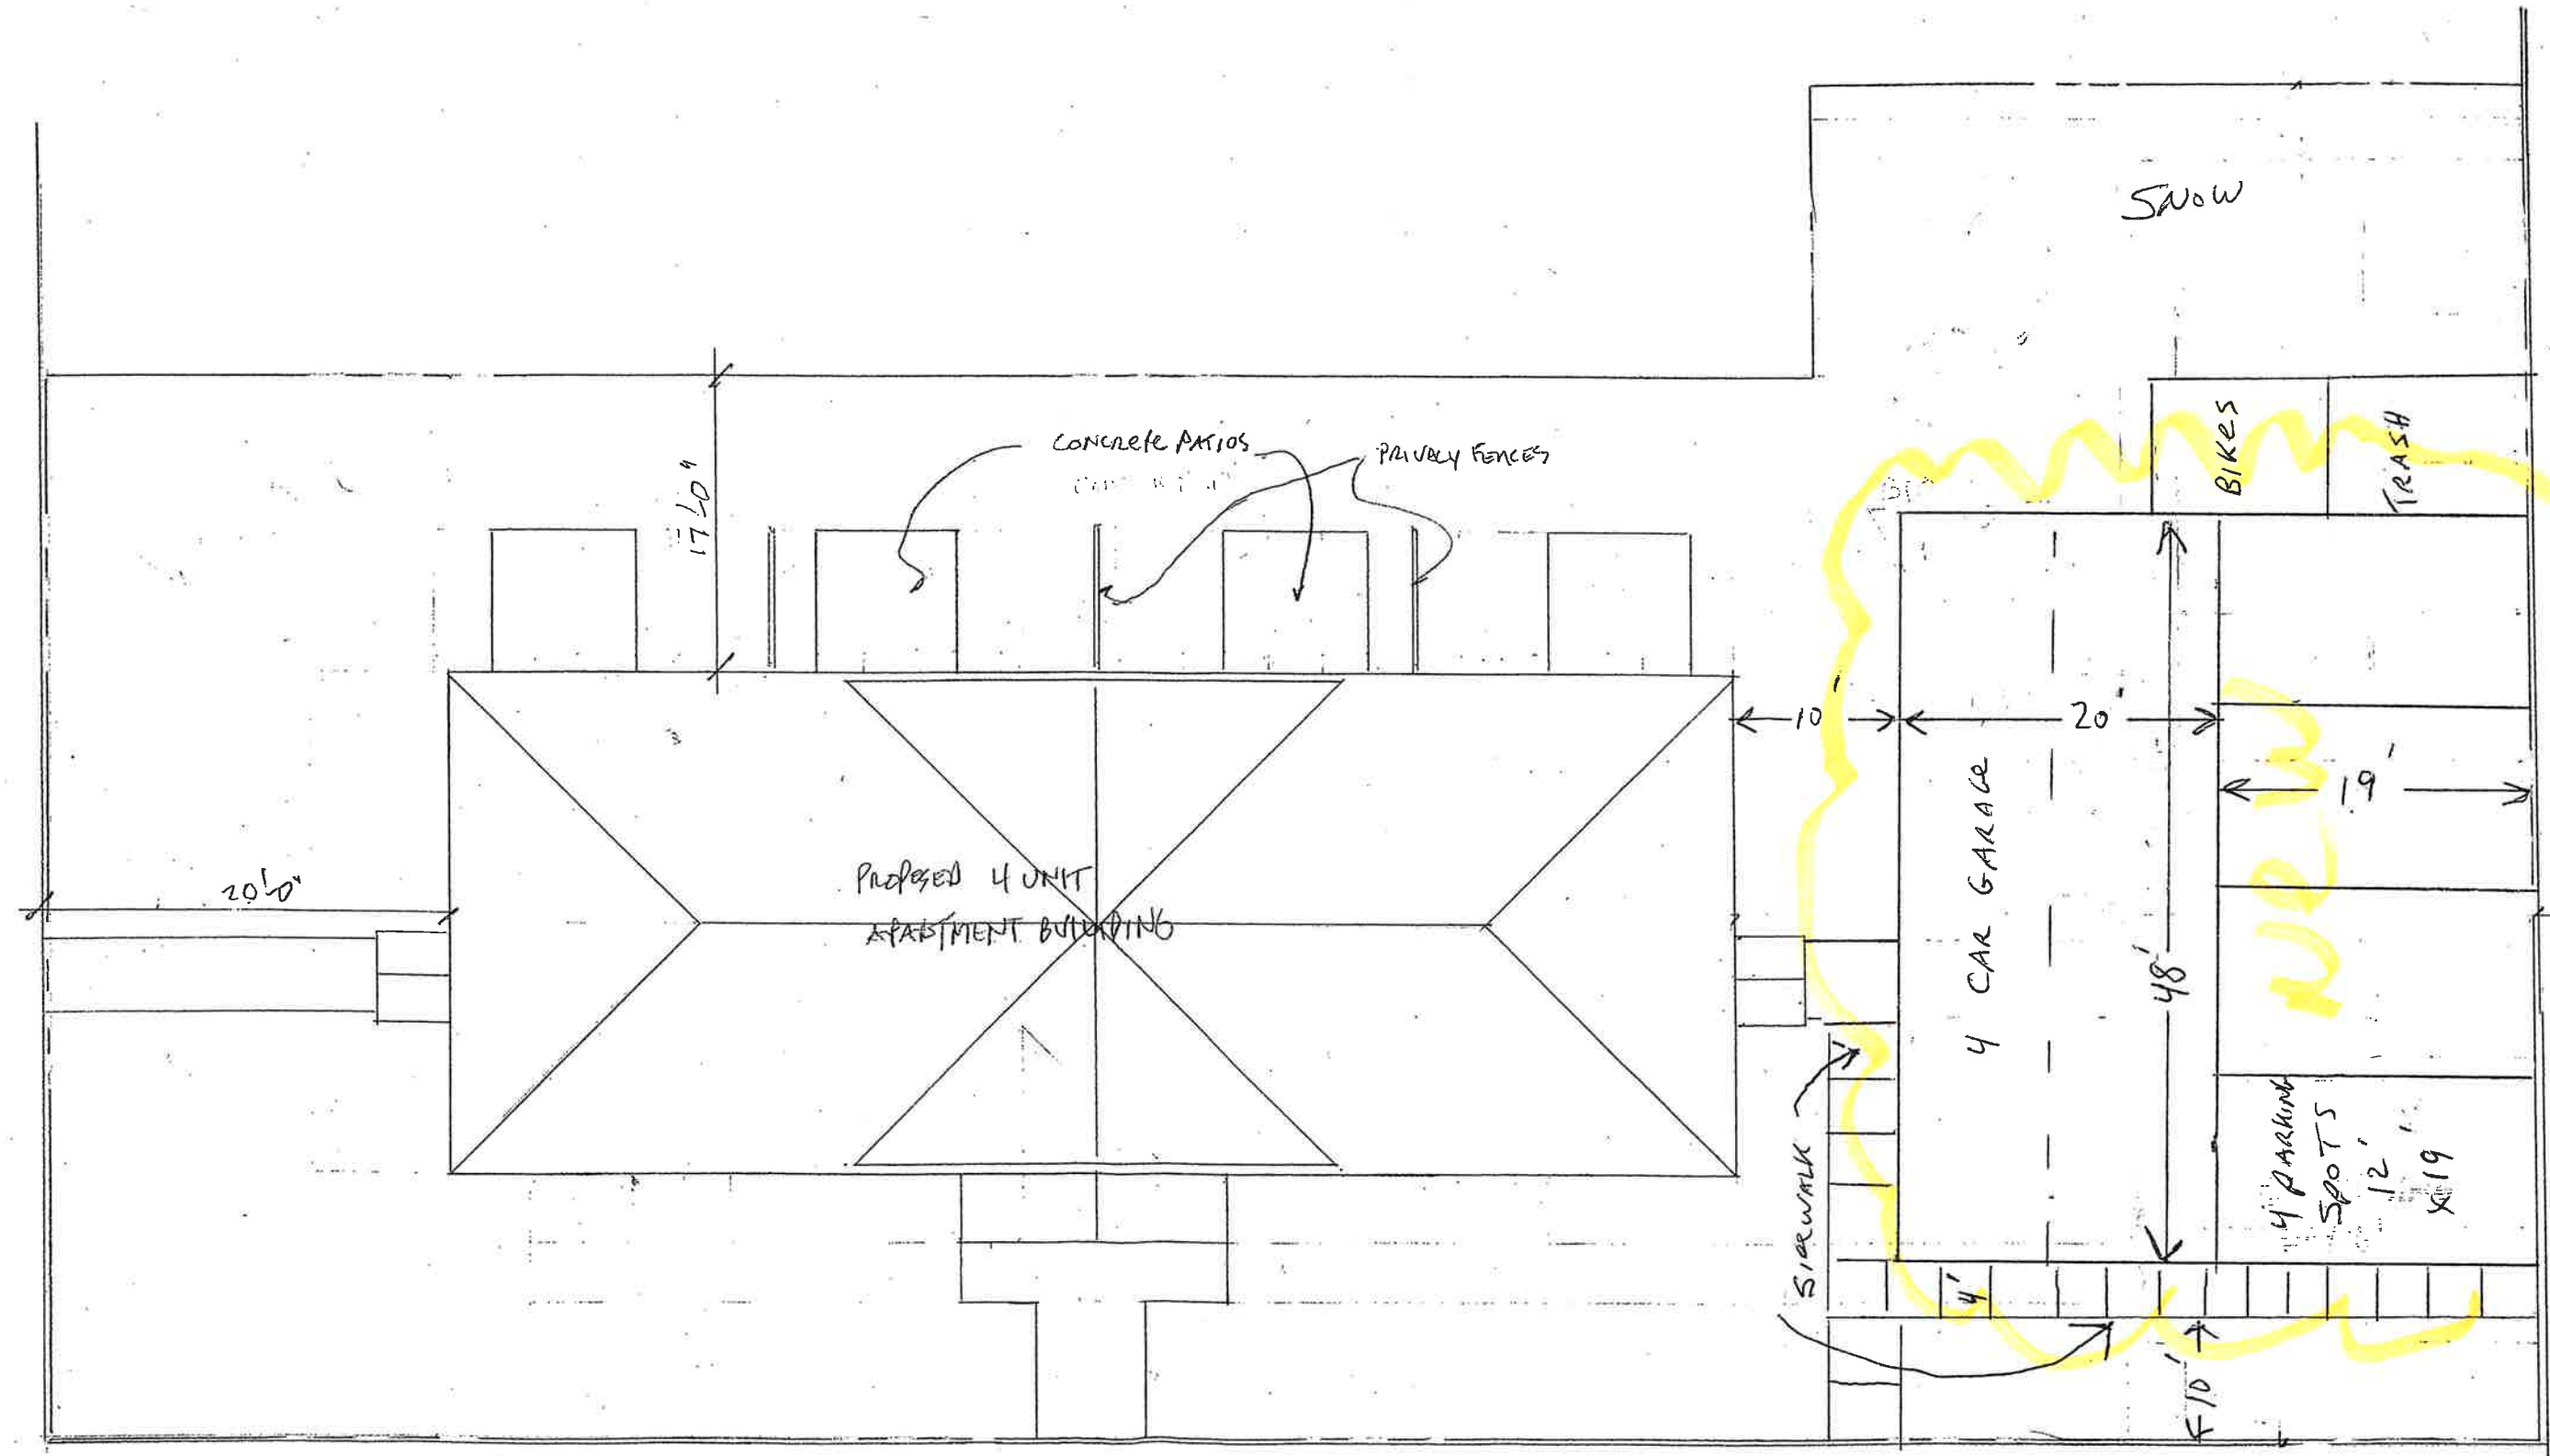 SNOW
BIKES
TRASH
CONCRETE PATIOS
PRIVACY FENCES
17'-0"
10
20'
19'
NEW
4 CAR GARAGE
48'
PROPOSED 4 UNIT
APARTMENT BUILDING
20'-0"
SIDEWALK
4 PARKING
SPOTS
12'
x19'
4'
10'